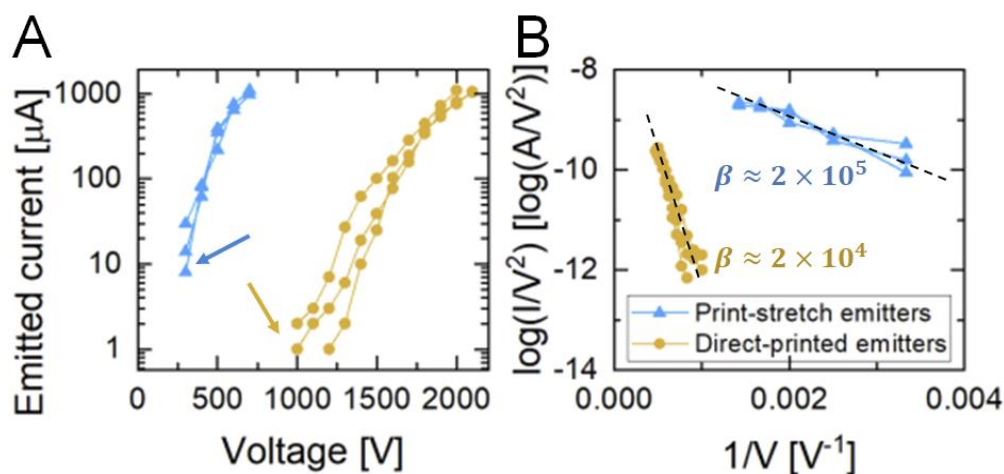 A
Emitted current [μA]
1000
100
10
1
0
500
1000
1500
2000
Voltage [V]
B
log(I/V²) [log(A/V²)]
-8
-10
-12
-14
β ≈ 2 × 10⁵
β ≈ 2 × 10⁴
Print-stretch emitters
Direct-printed emitters
0.000
0.002
0.004
1/V [V⁻¹]